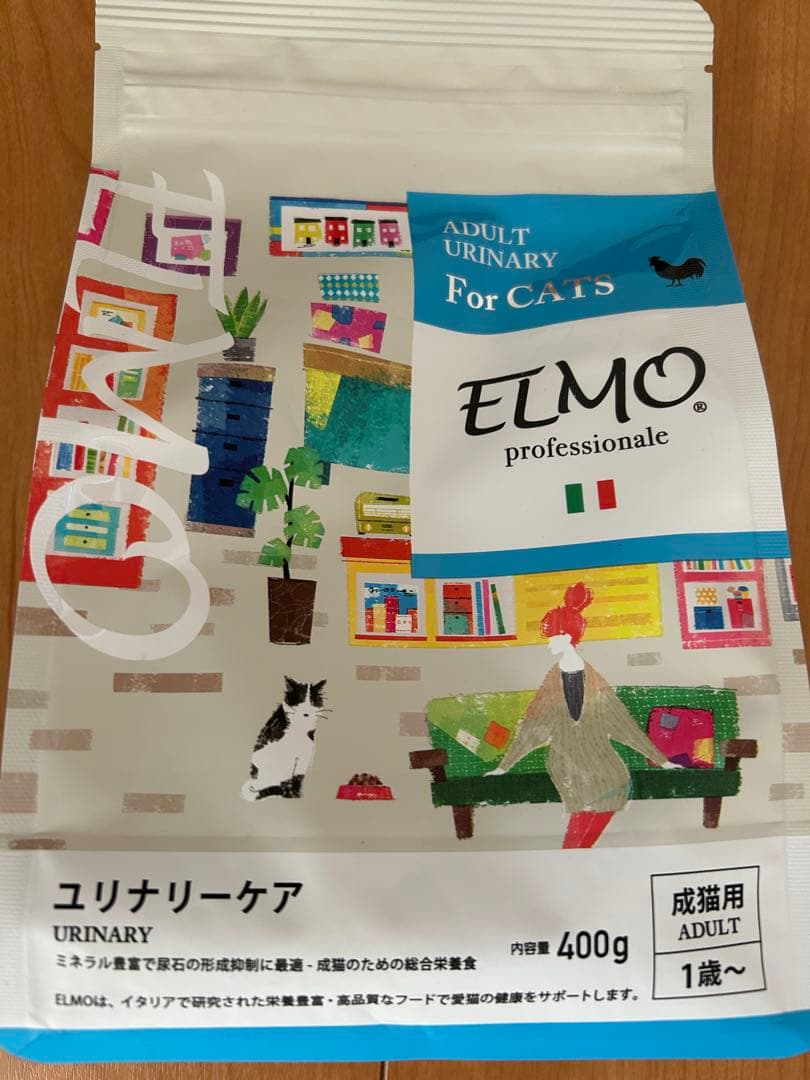 ELMO
ADULT
URINARY
For CATS
ELMO®
professionale
ユリナリーケア
URINARY
ミネラル豊富で尿石の形成抑制に最適 - 成猫のための総合栄養食
内容量 400g
成猫用
ADULT
1歳～
ELMOは、イタリアで研究された栄養豊富・高品質なフードで愛猫の健康をサポートします。